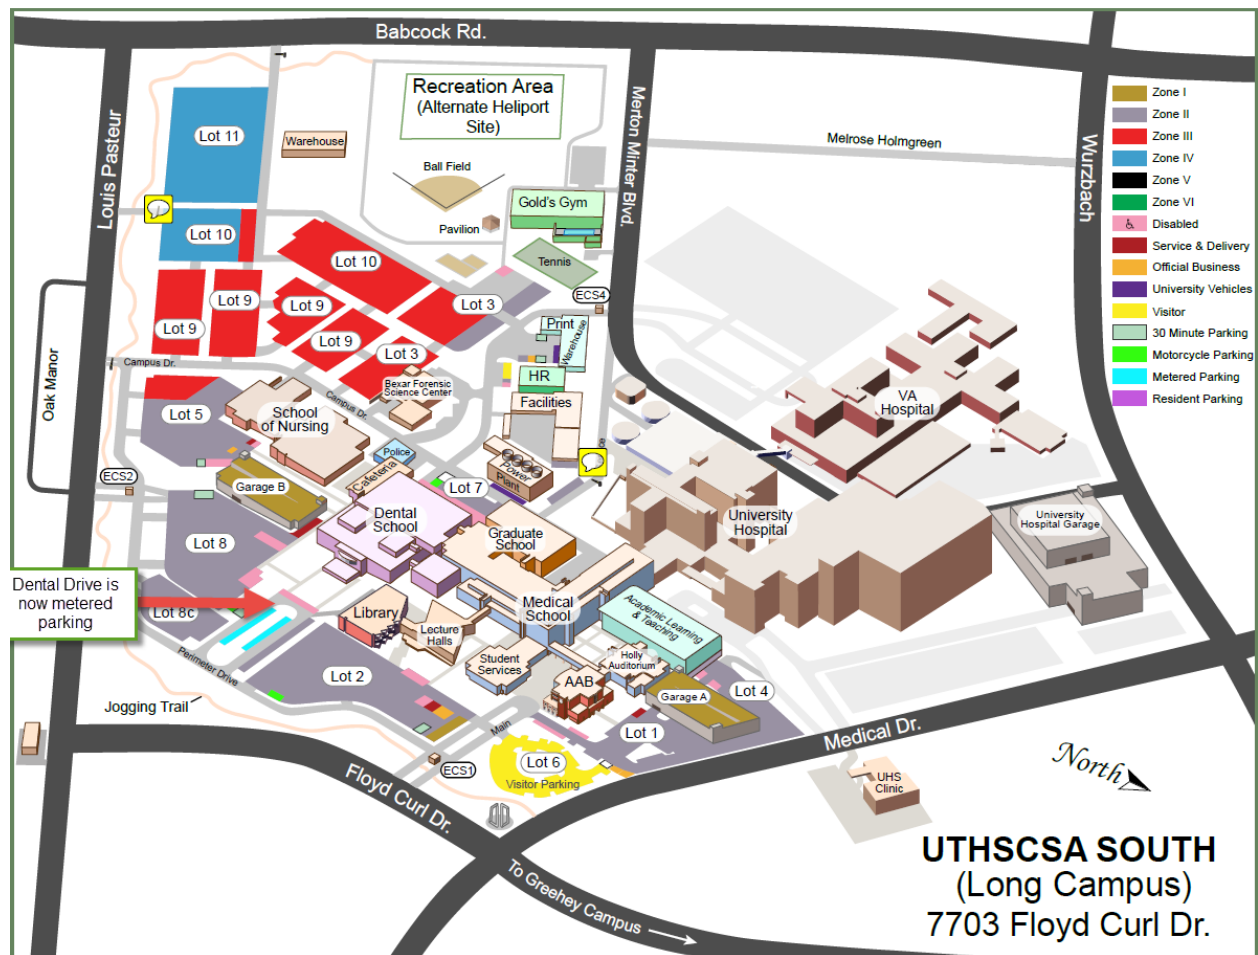 Babcock Rd.
Louis Pasteur
Recreation Area
(Alternate Heliport
Site)
Merton Minter Blvd.
Melrose Holmgreen
Wurzbach
Zone I
Zone II
Zone III
Zone IV
Zone V
Zone VI
Disabled
Service & Delivery
Official Business
University Vehicles
Visitor
30 Minute Parking
Motorcycle Parking
Metered Parking
Resident Parking
Lot 11
Warehouse
Ball Field
Gold's Gym
Pavilion
Lot 10
Lot 10
Tennis
Lot 9
Lot 9
Lot 9
Lot 3
ECS4
Print
Warehouse
Lot 9
Lot 3
Campus Dr.
HR
Bexar Forensic
Science Center
Oak Manor
Campus Dr.
Facilities
VA
Hospital
Lot 5
School
of Nursing
Police
Cafeteria
Power
Plant
ECS2
Garage B
Lot 7
Dental
School
University
Hospital
University
Hospital Garage
Graduate
School
Lot 8
Dental Drive is
now metered
parking
Lot 8c
Library
Lecture
Halls
Medical
School
Academic Learning
& Teaching
Perimeter Drive
Student
Services
Holly
Auditorium
Lot 2
AAB
Garage A
Lot 4
Jogging Trail
Main
Lot 1
Medical Dr.
Lot 6
Visitor Parking
ECS1
Floyd Curl Dr.
North
UHS
Clinic
To Greehey Campus
UTHSCSA SOUTH
(Long Campus)
7703 Floyd Curl Dr.